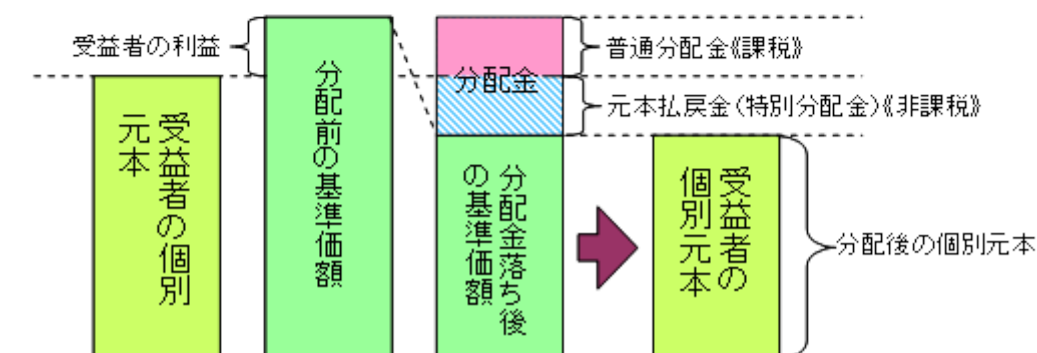 受益者の利益
受益者の個別
元本
分配前の基準価額
分配金
普通分配金《課税》
元本払戻金(特別分配金)《非課税》
分配金落ち後
の基準価額
受益者の
個別元本
分配後の個別元本